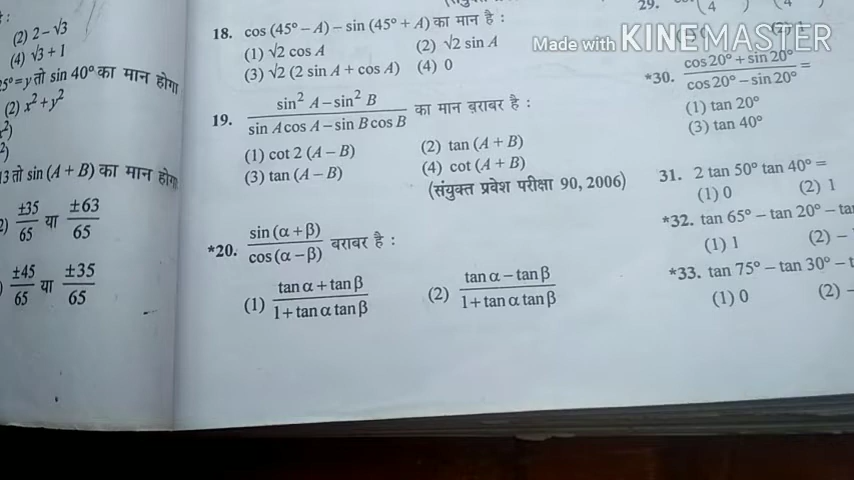 (2) 2 – √3
(4) √3 + 1
5° = y तो sin 40° का मान होगा
(2) x² + y²
3 तो sin (A + B) का मान होगा
±35/65 या ±63/65
±45/65 या ±35/65
18. cos (45° – A) – sin (45° + A) का मान है :
(1) √2 cos A (2) √2 sin A
(3) √2 (2 sin A + cos A) (4) 0
19. (sin² A – sin² B)/(sin A cos A – sin B cos B) का मान बराबर है :
(1) cot 2 (A – B) (2) tan (A + B)
(3) tan (A – B) (4) cot (A + B)
(संयुक्त प्रवेश परीक्षा 90, 2006)
*20. sin (α + β)/cos (α – β) बराबर है :
(1) (tan α + tan β)/(1 + tan α tan β) (2) (tan α – tan β)/(1 + tan α tan β)
29.
Made with KINEMASTER
*30. (cos 20° + sin 20°)/(cos 20° – sin 20°) =
(1) tan 20°
(3) tan 40°
31. 2 tan 50° tan 40° =
(1) 0 (2) 1
*32. tan 65° – tan 20° – tan
(1) 1 (2) –
*33. tan 75° – tan 30° – t
(1) 0 (2) –